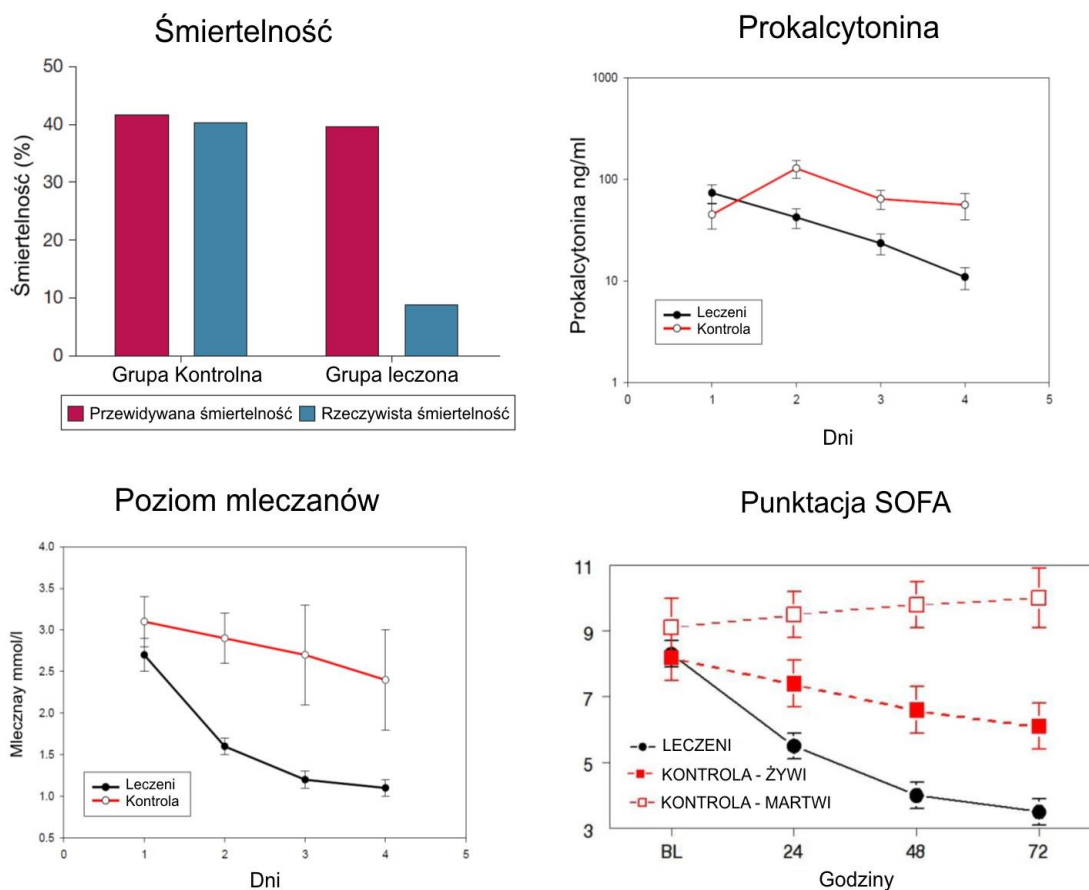 Śmiertelność
50
40
30
20
10
0
Śmiertelność (%)
Grupa Kontrolna
Grupa leczona
Przewidywana śmiertelność
Rzeczywista śmiertelność
Prokalcytonina
1000
100
10
1
Prokalcytonina ng/ml
Leczeni
Kontrola
0 1 2 3 4 5
Dni
Poziom mleczanów
4.0
3.5
3.0
2.5
2.0
1.5
1.0
0.5
Mlecznay mmol/l
Leczeni
Kontrola
0 1 2 3 4 5
Dni
Punktacja SOFA
11
9
7
5
3
LECZENI
KONTROLA - ŻYWI
KONTROLA - MARTWI
BL 24 48 72
Godziny